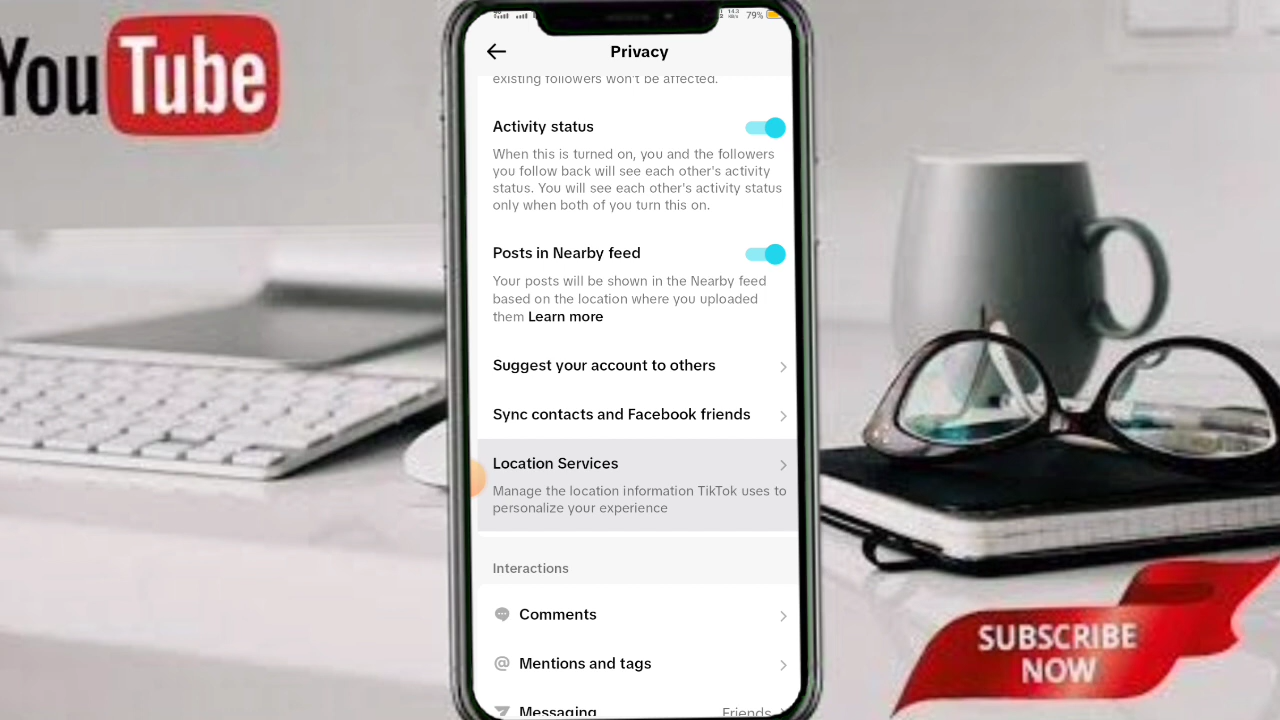 YouTube
79%
Privacy
existing followers won't be affected.
Activity status
When this is turned on, you and the followers
you follow back will see each other's activity
status. You will see each other's activity status
only when both of you turn this on.
Posts in Nearby feed
Your posts will be shown in the Nearby feed
based on the location where you uploaded
them Learn more
Suggest your account to others
Sync contacts and Facebook friends
Location Services
Manage the location information TikTok uses to
personalize your experience
Interactions
Comments
@ Mentions and tags
Messaging Friends
SUBSCRIBE
NOW